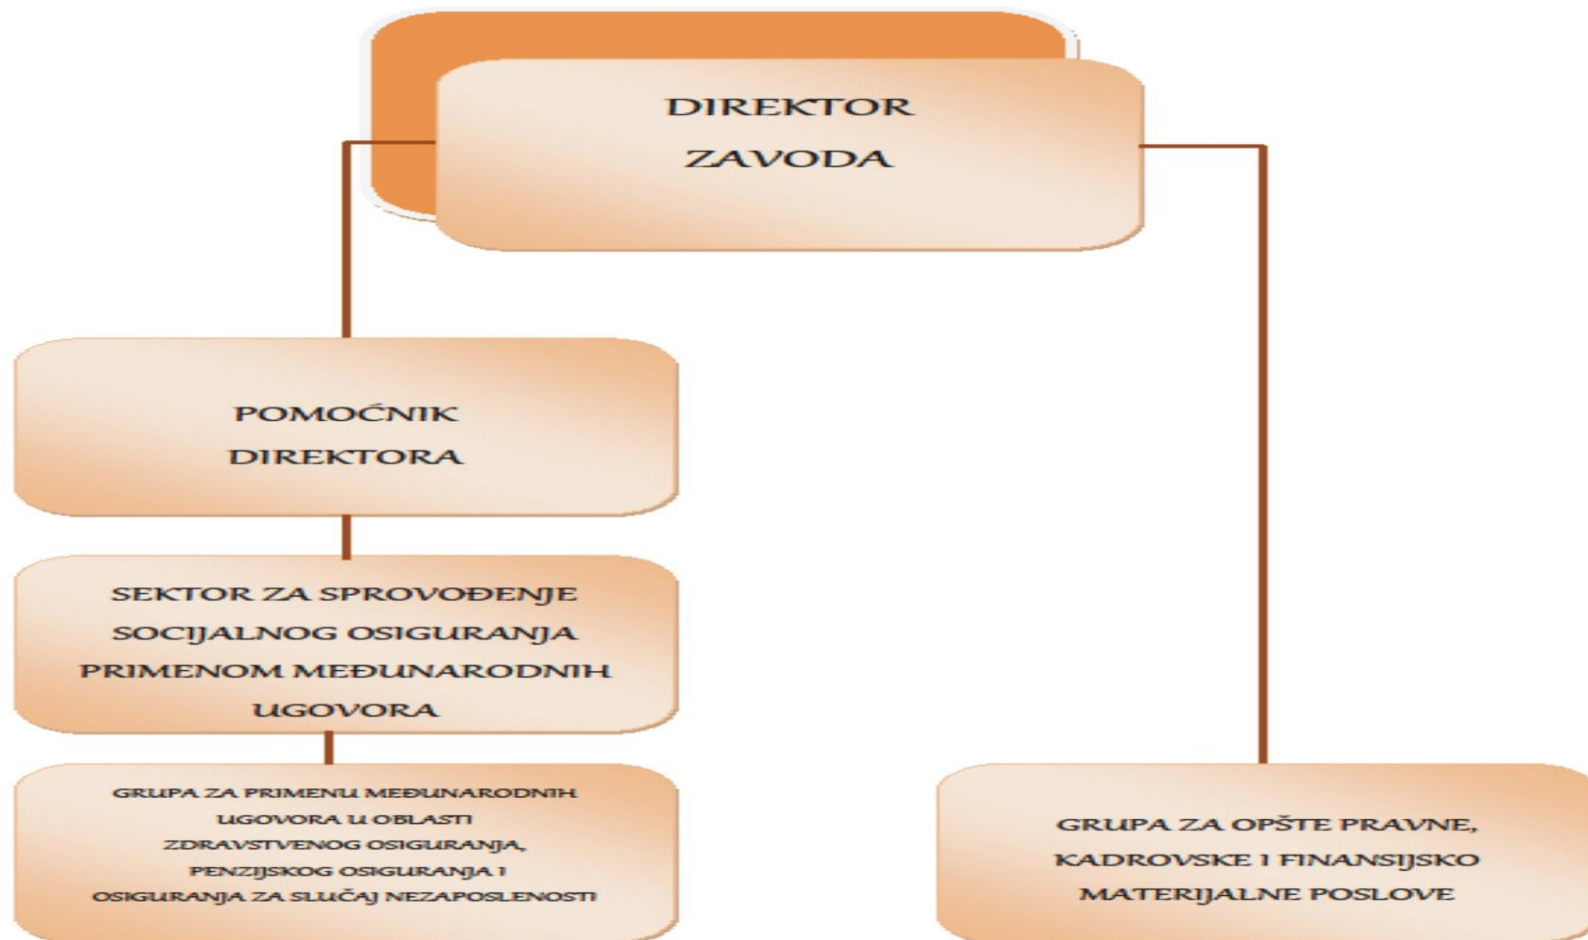 DIREKTOR
ZAVODA
POMOĆNIK
DIREKTORA
SEKTOR ZA SPROVOĐENJE
SOCIJALNOG OSIGURANJA
PRIMENOM MEĐUNARODNIH
UGOVORA
GRUPA ZA PRIMENU MEĐUNARODNIH
UGOVORA U OBLASTI
ZDRAVSTVENOG OSIGURANJA,
PENZIJSKOG OSIGURANJA I
OSIGURANJA ZA SLUČAJ NEZAPOSLENOSTI
GRUPA ZA OPŠTE PRAVNE,
KADROVSKE I FINANSIJSKO
MATERIJALNE POSLOVE